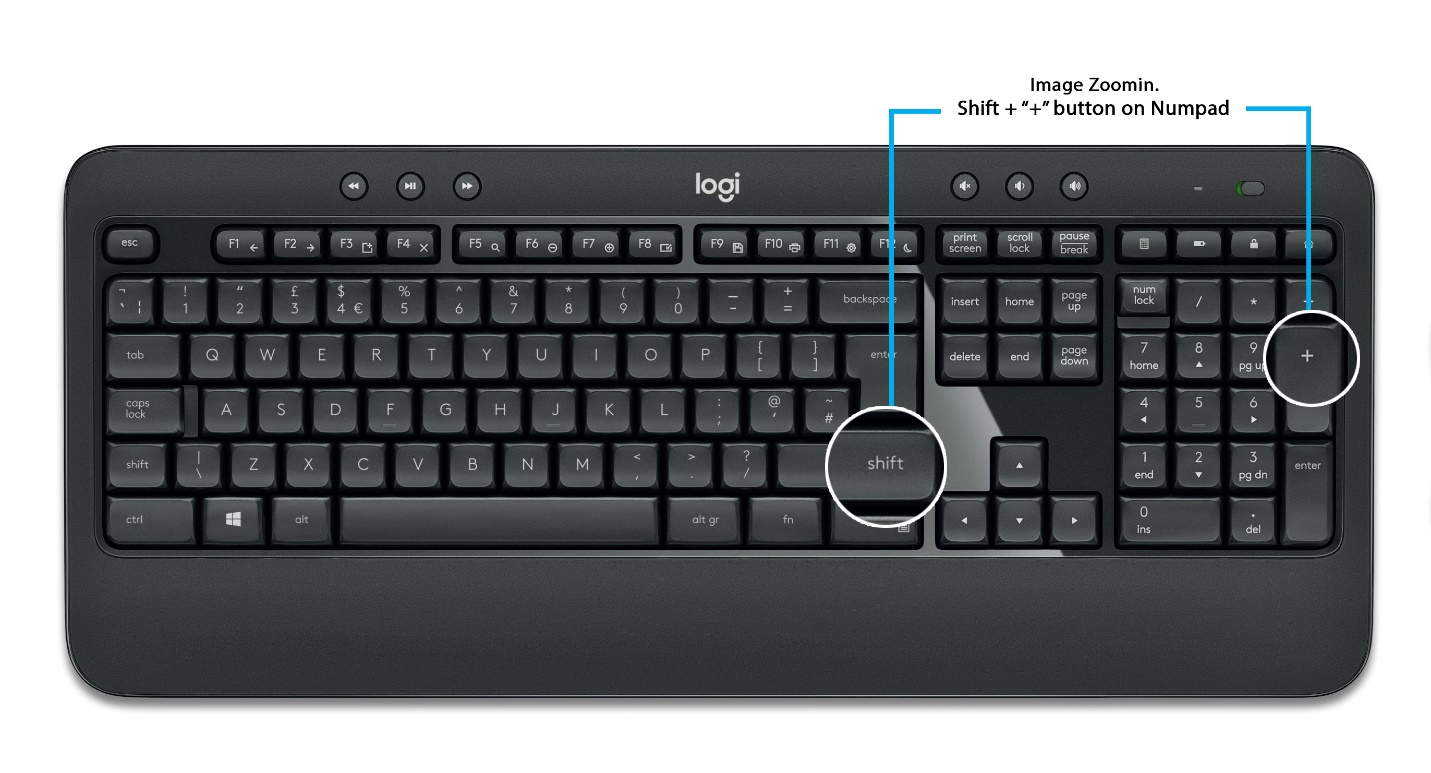 Image Zoomin.
Shift + “+” button on Numpad
logi
esc F1 F2 F3 F4 F5 F6 F7 F8 F9 F10 F11 F12 print screen scroll lock pause break
¬ ` ¦ ! 1 “ 2 £ 3 $ 4 € % 5 ^ 6 & 7 * 8 ( 9 ) 0 _ - + = backspace insert home page up num lock / * -
tab Q W E R T Y U I O P { [ } ] enter delete end page down 7 home 8 9 pg up +
caps lock A S D F G H J K L : ; @ ' ~ # 4 5 6
shift | \ Z X C V B N M < , > . ? / shift 1 end 2 3 pg dn enter
ctrl alt alt gr fn 0 ins . del